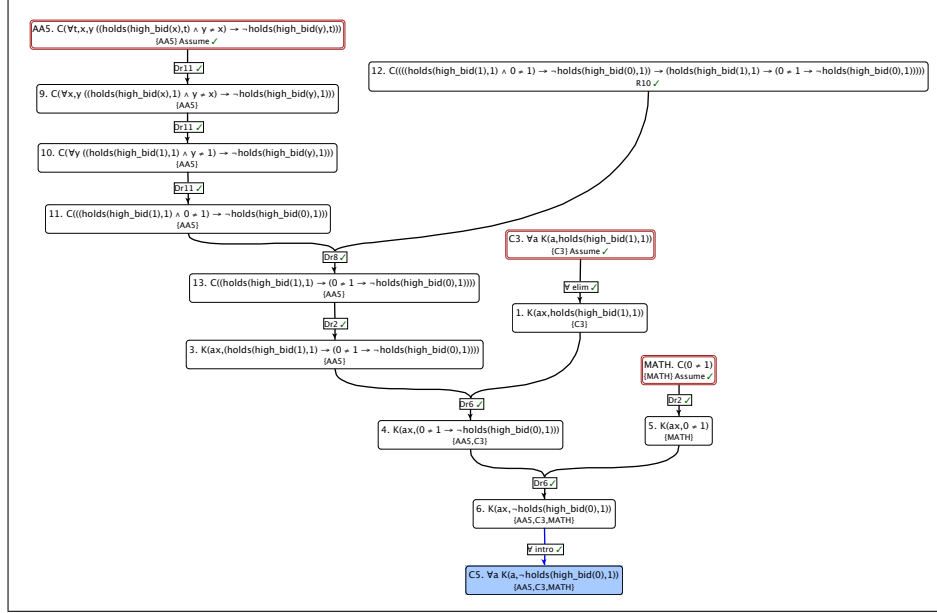 AA5. C(∀t,x,y ((holds(high_bid(x),t) ∧ y ≠ x) → ¬holds(high_bid(y),t)))
{AA5} Assume ✓
Dr11 ✓
12. C((((holds(high_bid(1),1) ∧ 0 ≠ 1) → ¬holds(high_bid(0),1)) → (holds(high_bid(1),1) → (0 ≠ 1 → ¬holds(high_bid(0),1)))))
R10 ✓
9. C(∀x,y ((holds(high_bid(x),1) ∧ y ≠ x) → ¬holds(high_bid(y),1)))
{AA5}
Dr11 ✓
10. C(∀y ((holds(high_bid(1),1) ∧ y ≠ 1) → ¬holds(high_bid(y),1)))
{AA5}
Dr11 ✓
11. C(((holds(high_bid(1),1) ∧ 0 ≠ 1) → ¬holds(high_bid(0),1)))
{AA5}
Dr8 ✓
C3. ∀a K(a,holds(high_bid(1),1))
{C3} Assume ✓
13. C((holds(high_bid(1),1) → (0 ≠ 1 → ¬holds(high_bid(0),1))))
{AA5}
∀ elim ✓
Dr2 ✓
1. K(ax,holds(high_bid(1),1))
{C3}
3. K(ax,(holds(high_bid(1),1) → (0 ≠ 1 → ¬holds(high_bid(0),1))))
{AA5}
MATH. C(0 ≠ 1)
{MATH} Assume ✓
Dr6 ✓
Dr2 ✓
4. K(ax,(0 ≠ 1 → ¬holds(high_bid(0),1)))
{AA5,C3}
5. K(ax,0 ≠ 1)
{MATH}
Dr6 ✓
6. K(ax,¬holds(high_bid(0),1))
{AA5,C3,MATH}
∀ intro ✓
C5. ∀a K(a,¬holds(high_bid(0),1))
{AA5,C3,MATH}